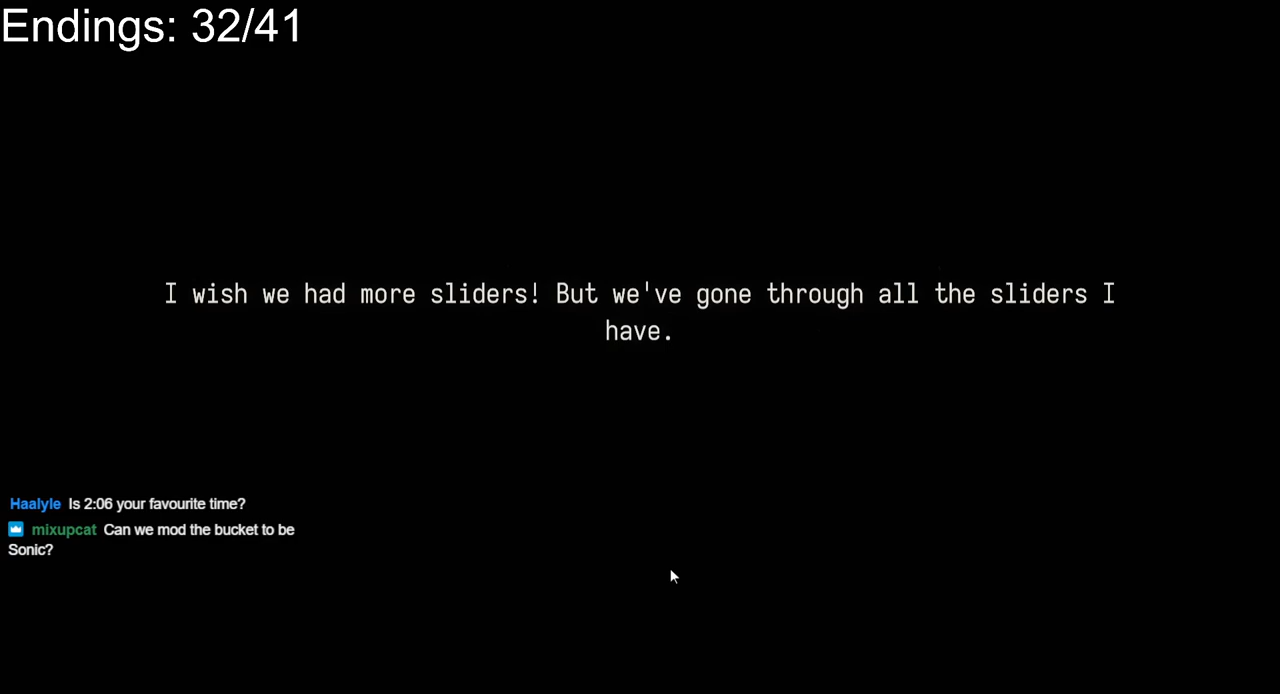 Endings: 32/41
I wish we had more sliders! But we've gone through all the sliders I
have.
Haalyle Is 2:06 your favourite time?
mixupcat Can we mod the bucket to be
Sonic?